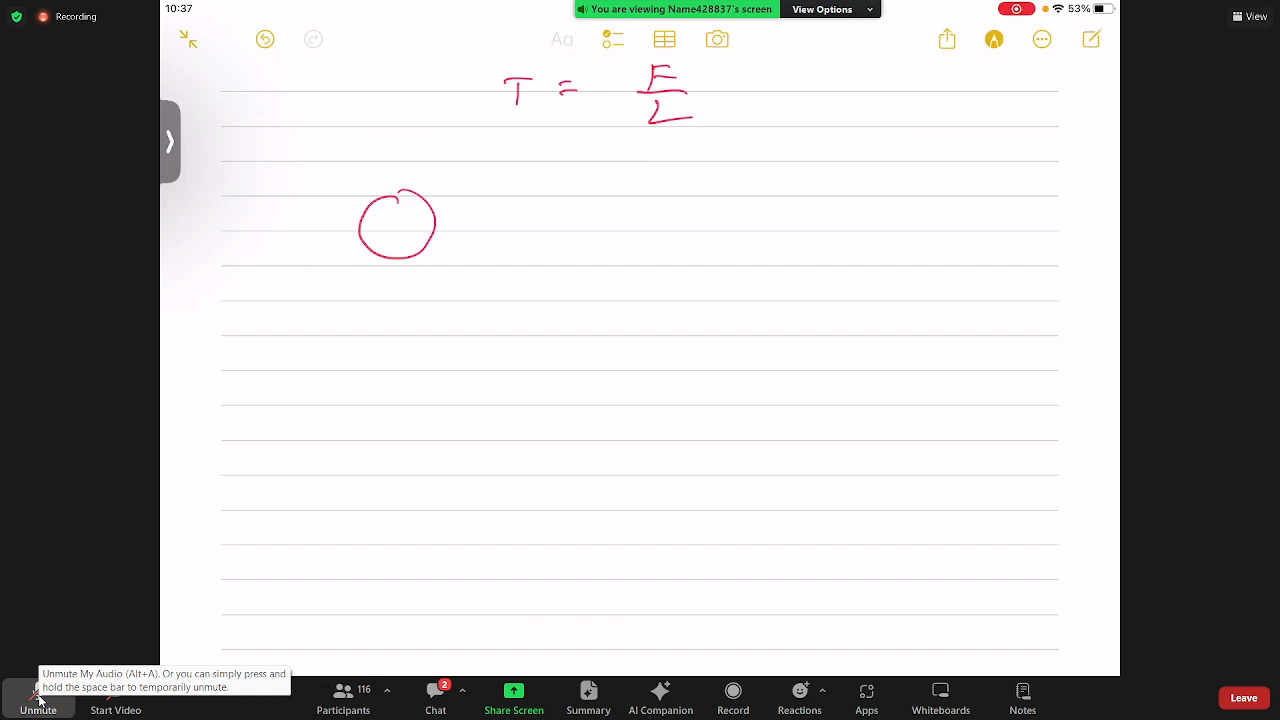 10:37
You are viewing Name428837's screen
View Options
53%
Recording
View
Aa
T = F
L
Unmute My Audio (Alt+A). Or you can simply press and
hold the space bar to temporarily unmute.
Unmute
Start Video
116
Participants
2
Chat
Share Screen
Summary
AI Companion
Record
Reactions
Apps
Whiteboards
Notes
Leave